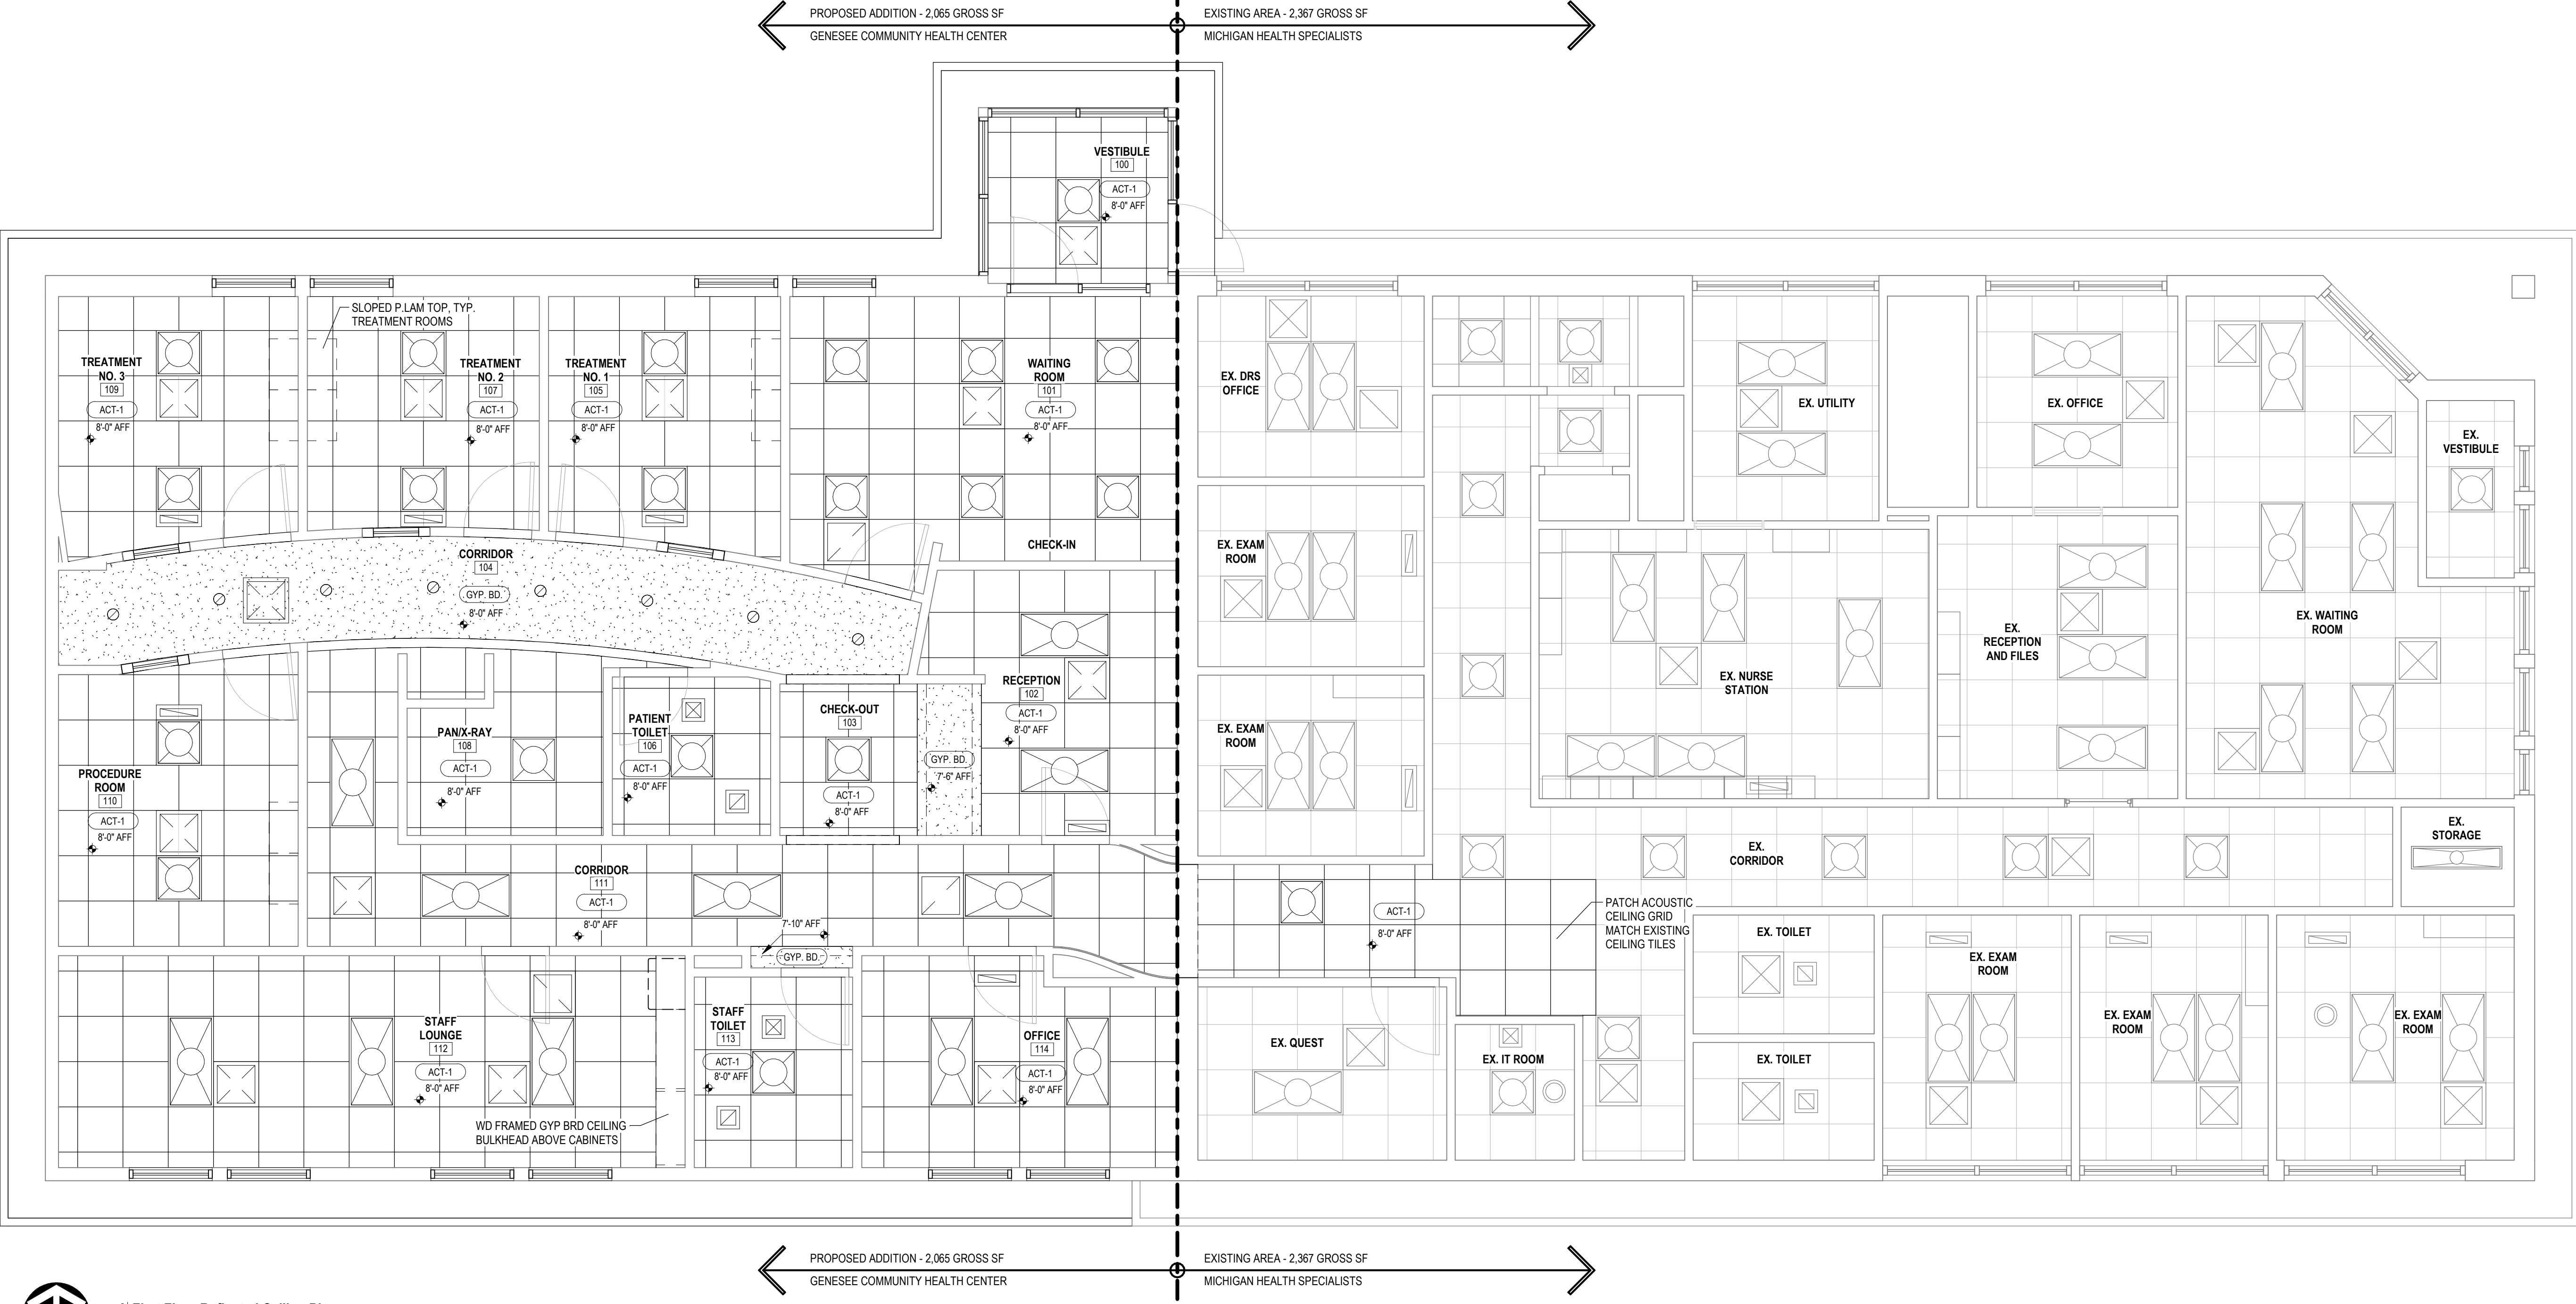 PROPOSED ADDITION - 2,065 GROSS SF
GENESEE COMMUNITY HEALTH CENTER
EXISTING AREA - 2,367 GROSS SF
MICHIGAN HEALTH SPECIALISTS
VESTIBULE
100
ACT-1
8'-0" AFF
SLOPED P.LAM TOP, TYP.
TREATMENT ROOMS
TREATMENT
NO. 3
109
ACT-1
8'-0" AFF
TREATMENT
NO. 2
107
ACT-1
8'-0" AFF
TREATMENT
NO. 1
105
ACT-1
8'-0" AFF
WAITING
ROOM
101
ACT-1
8'-0" AFF
CHECK-IN
CORRIDOR
104
GYP. BD.
8'-0" AFF
RECEPTION
102
ACT-1
8'-0" AFF
CHECK-OUT
103
ACT-1
8'-0" AFF
GYP. BD.
7'-6" AFF
PATIENT
TOILET
106
ACT-1
8'-0" AFF
PAN/X-RAY
108
ACT-1
8'-0" AFF
PROCEDURE
ROOM
110
ACT-1
8'-0" AFF
CORRIDOR
111
ACT-1
8'-0" AFF
7'-10" AFF
GYP. BD.
STAFF
LOUNGE
112
ACT-1
8'-0" AFF
WD FRAMED GYP BRD CEILING
BULKHEAD ABOVE CABINETS
STAFF
TOILET
113
ACT-1
8'-0" AFF
OFFICE
114
ACT-1
8'-0" AFF
EX. DRS
OFFICE
EX. UTILITY
EX. OFFICE
EX.
VESTIBULE
EX. EXAM
ROOM
EX. EXAM
ROOM
EX. NURSE
STATION
EX.
RECEPTION
AND FILES
EX. WAITING
ROOM
EX.
CORRIDOR
EX.
STORAGE
ACT-1
8'-0" AFF
PATCH ACOUSTIC
CEILING GRID
MATCH EXISTING
CEILING TILES
EX. TOILET
EX. TOILET
EX. EXAM
ROOM
EX. EXAM
ROOM
EX. EXAM
ROOM
EX. QUEST
EX. IT ROOM
PROPOSED ADDITION - 2,065 GROSS SF
GENESEE COMMUNITY HEALTH CENTER
EXISTING AREA - 2,367 GROSS SF
MICHIGAN HEALTH SPECIALISTS